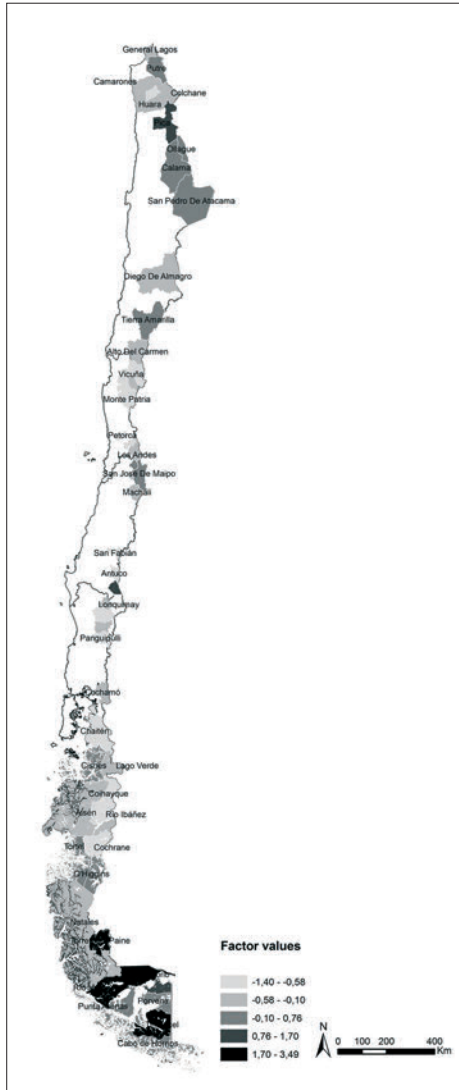 General Lagos
Putre
Camarones
Colchane
Huara
Pica
Ollague
Calama
San Pedro De Atacama
Diego De Almagro
Tierra Amarilla
Alto Del Carmen
Vicuña
Monte Patria
Petorca
Los Andes
San Jose De Maipo
Machali
San Fabián
Antuco
Lonquimay
Panguipulli
Cochamó
Chaitén
Cisnes
Lago Verde
Coihayque
Aisén
Río Ibáñez
Tortel
Cochrane
O'Higgins
Natales
Paine
Punta Arenas
Porvenir
Cabo de Hornos
Factor values
-1,40 - -0,58
-0,58 - -0,10
-0,10 - 0,76
0,76 - 1,70
1,70 - 3,49
N
0 100 200 400
Km